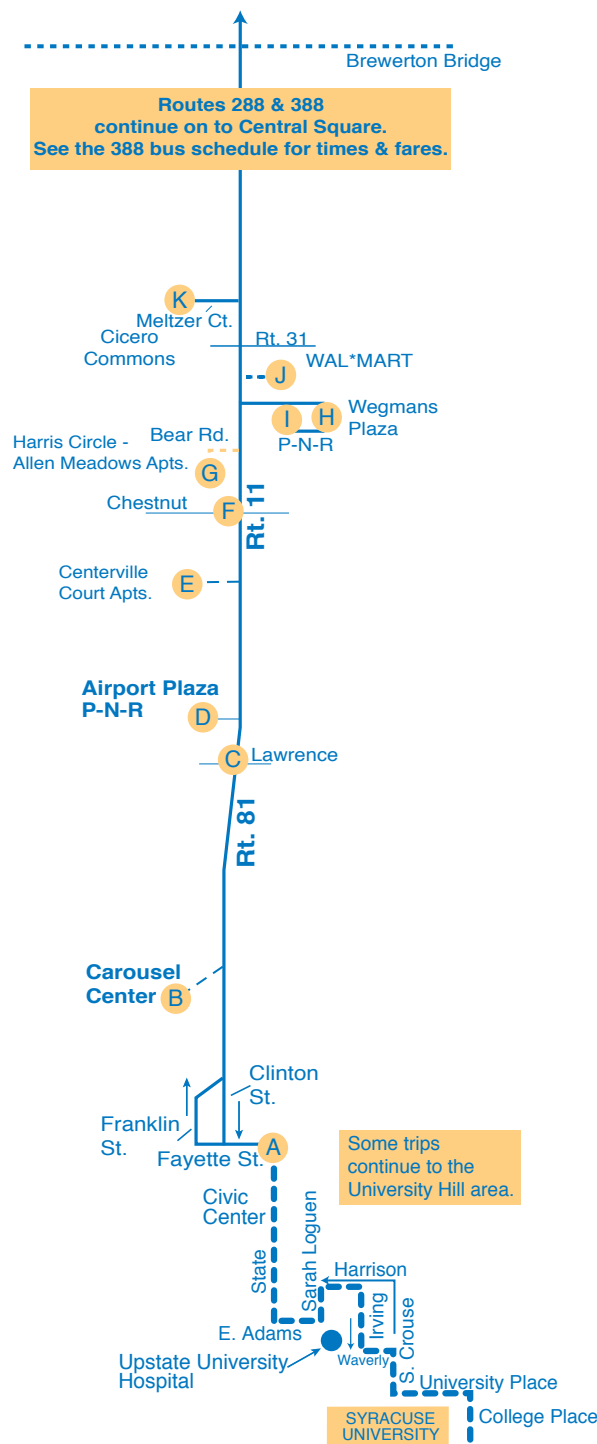 Brewerton Bridge
Routes 288 & 388
continue on to Central Square.
See the 388 bus schedule for times & fares.
K
Meltzer Ct.
Cicero
Commons
Rt. 31
WAL*MART
J
I
H
Wegmans
Plaza
P-N-R
Bear Rd.
Harris Circle -
Allen Meadows Apts.
G
Chestnut
F
Rt. 11
Centerville
Court Apts.
E
Airport Plaza
P-N-R
D
C
Lawrence
Rt. 81
Carousel
Center
B
Clinton
St.
Franklin
St.
Fayette St.
A
Some trips
continue to the
University Hill area.
Civic
Center
State
Sarah Loguen
Harrison
Irving
S. Crouse
E. Adams
Waverly
Upstate University
Hospital
University Place
SYRACUSE
UNIVERSITY
College Place